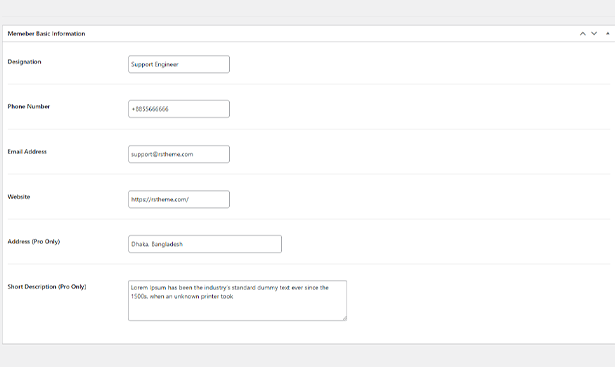 Memeber Basic Information
Designation
Support Engineer
Phone Number
+8855666666
Email Address
support@rstheme.com
Website
https://rstheme.com/
Address (Pro Only)
Dhaka, Bangladesh
Short Description (Pro Only)
Lorem Ipsum has been the industry's standard dummy text ever since the
1500s, when an unknown printer took